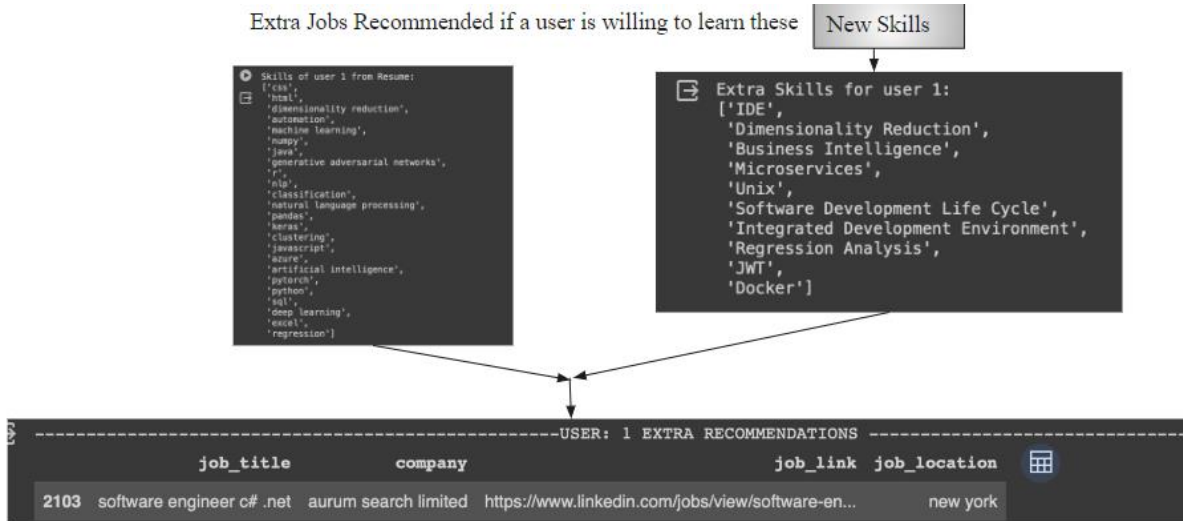 Extra Jobs Recommended if a user is willing to learn these
New Skills
Skills of user 1 from Resume:
['css',
'html',
'dimensionality reduction',
'automation',
'machine learning',
'numpy',
'java',
'generative adversarial networks',
'r',
'nlp',
'classification',
'natural language processing',
'pandas',
'keras',
'clustering',
'javascript',
'azure',
'artificial intelligence',
'pytorch',
'python',
'sql',
'deep learning',
'excel',
'regression']
Extra Skills for user 1:
['IDE',
'Dimensionality Reduction',
'Business Intelligence',
'Microservices',
'Unix',
'Software Development Life Cycle',
'Integrated Development Environment',
'Regression Analysis',
'JWT',
'Docker']
---------------------------------------------------USER: 1 EXTRA RECOMMENDATIONS -------------------------------
job_title company job_link job_location
2103 software engineer c# .net aurum search limited https://www.linkedin.com/jobs/view/software-en... new york